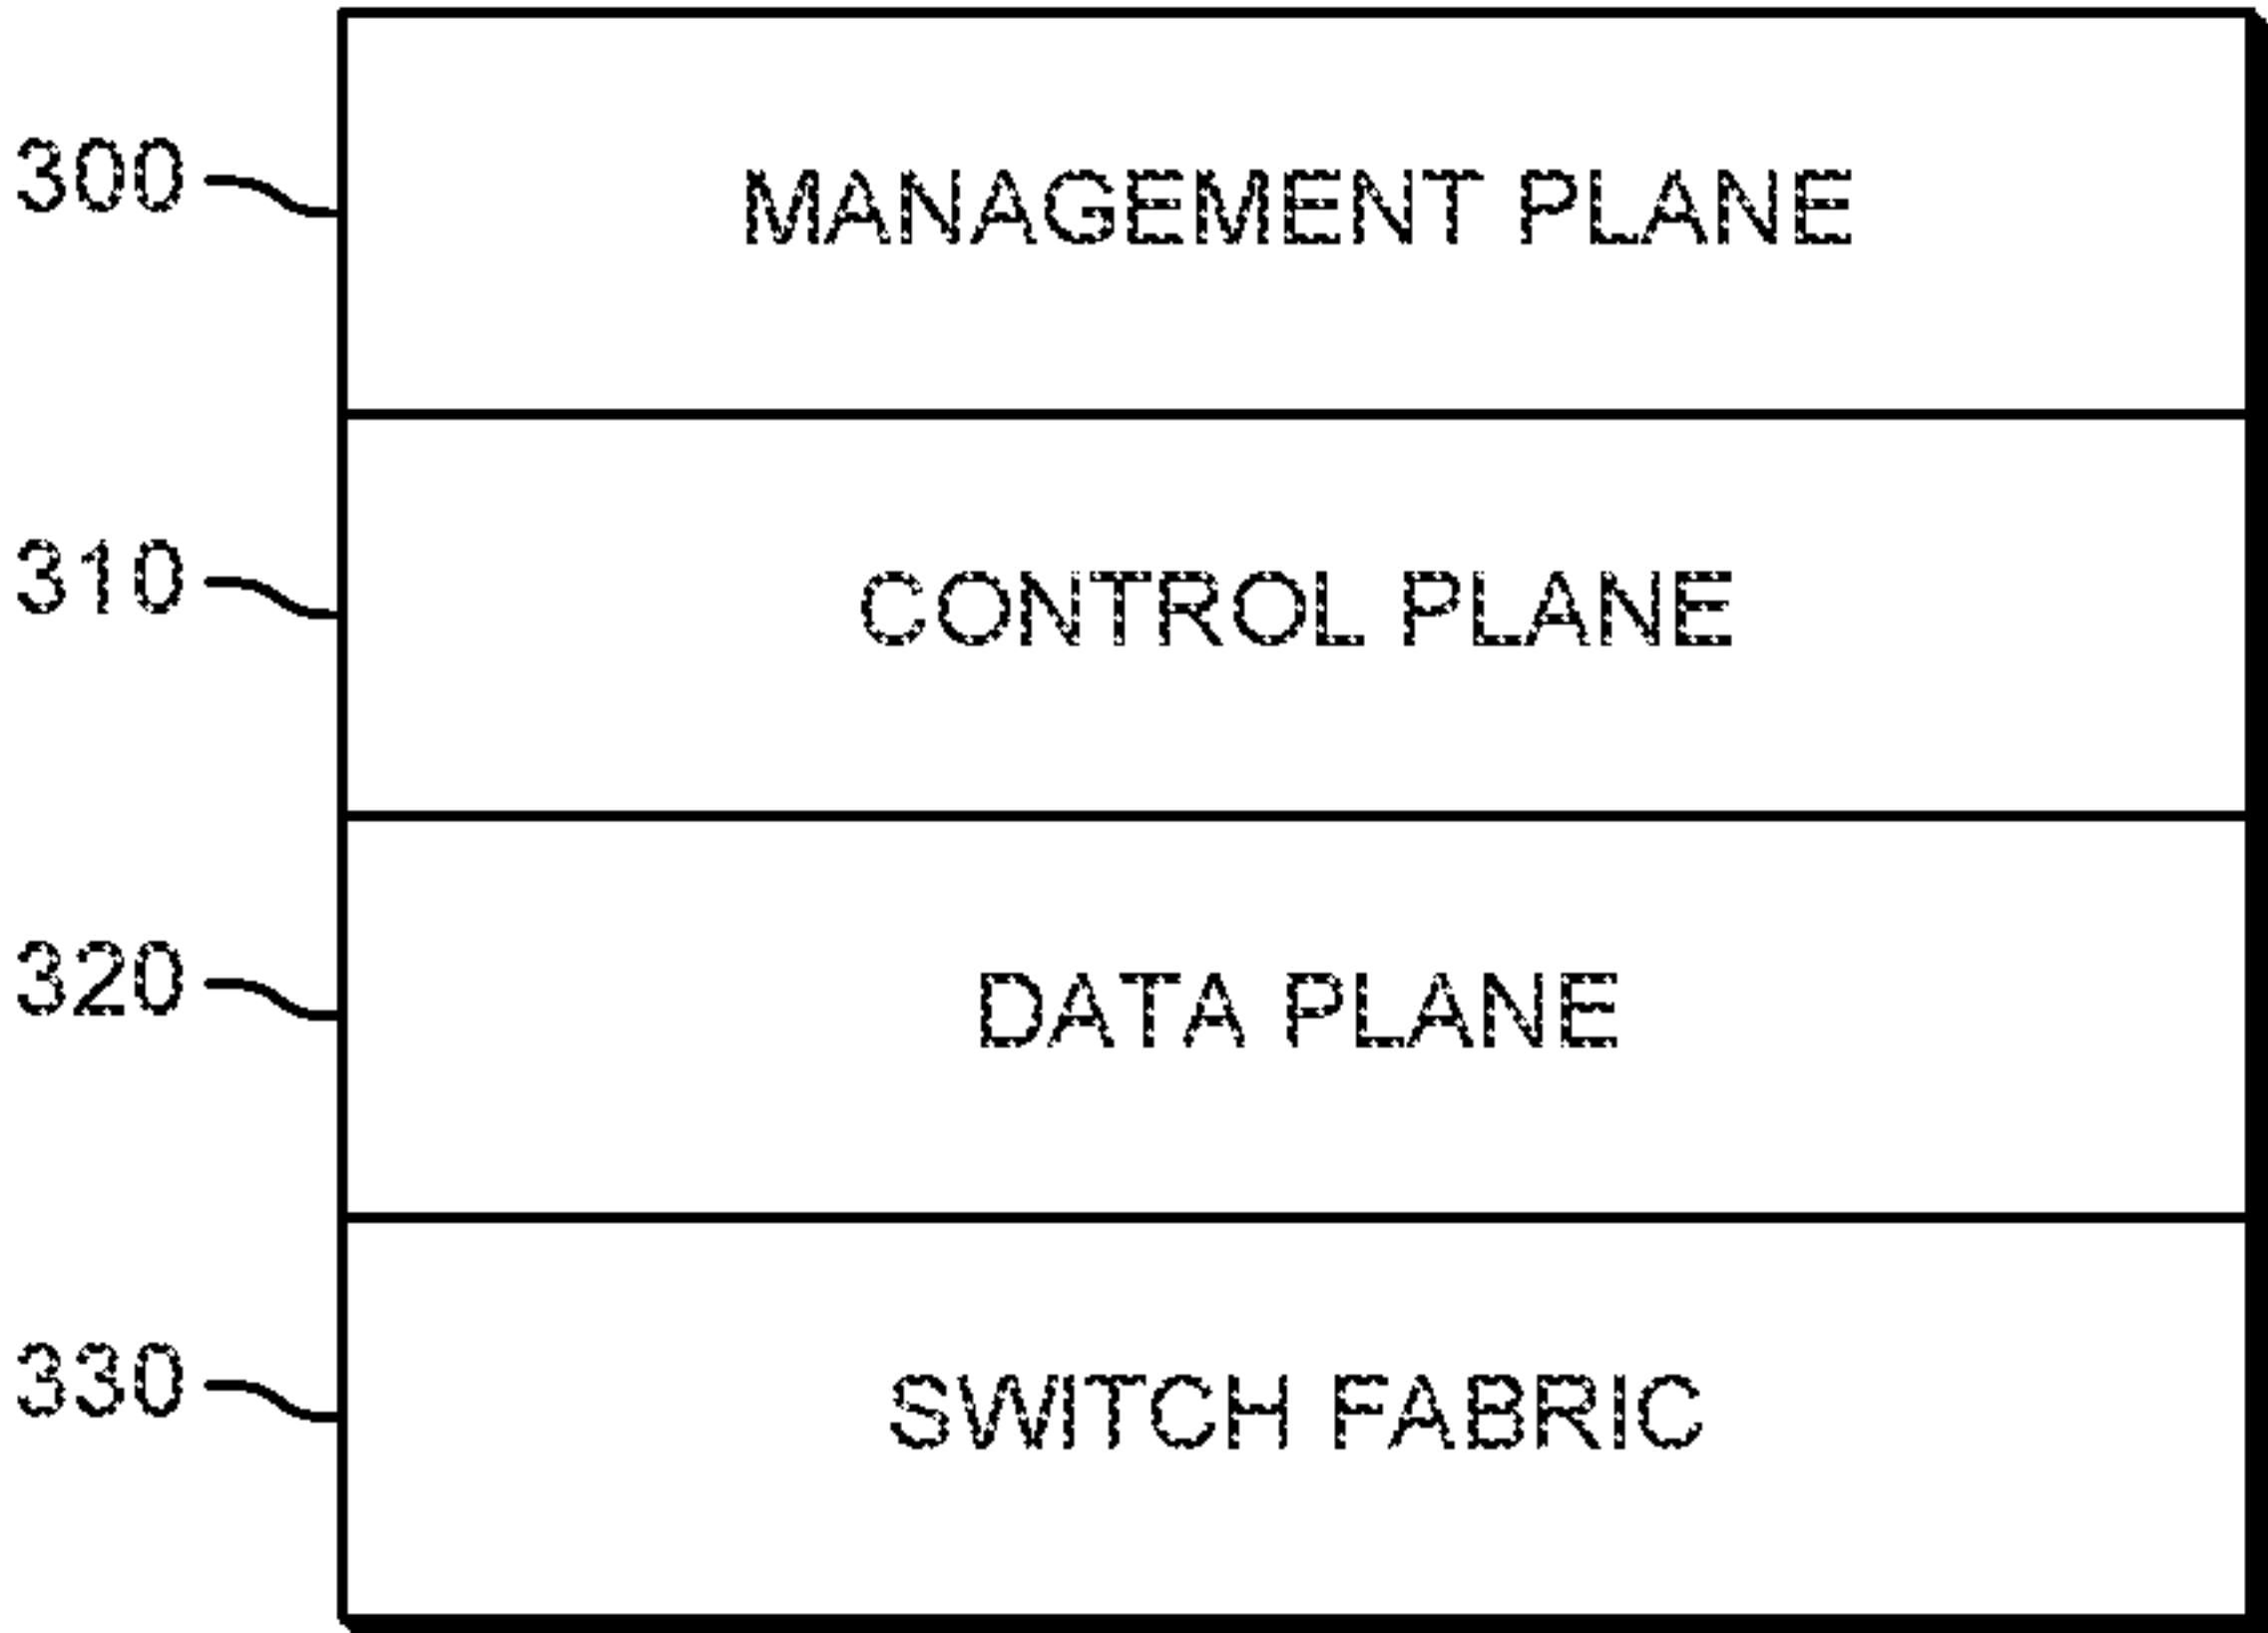 300 MANAGEMENT PLANE
310 CONTROL PLANE
320 DATA PLANE
330 SWITCH FABRIC